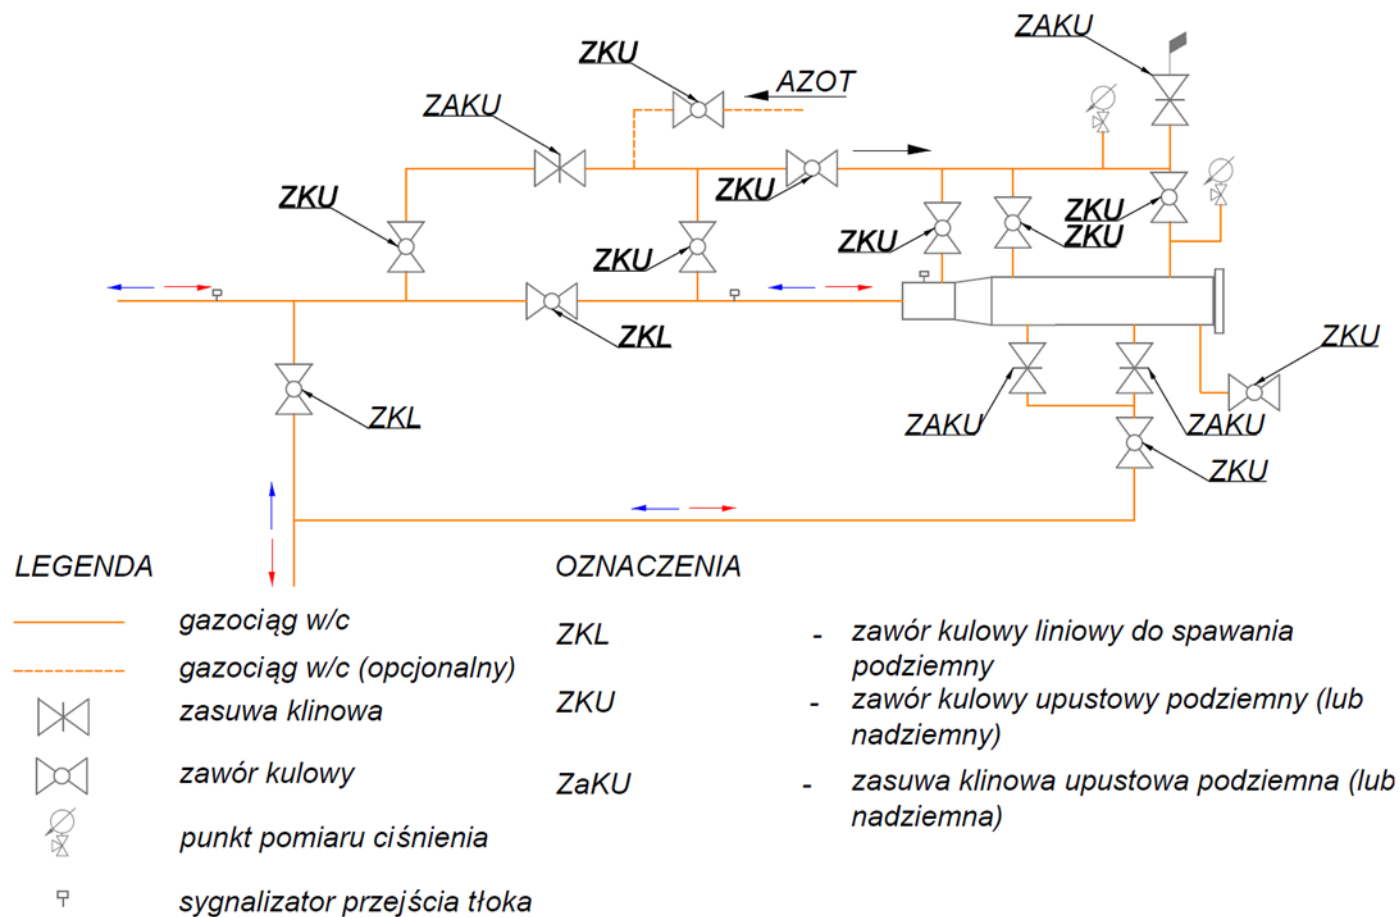 ZAKU
ZKU
AZOT
ZAKU
ZKU
ZKU
ZKU
ZKU
ZKU
ZKU
ZKL
ZKU
ZKL
ZAKU
ZAKU
ZKU
LEGENDA
gazociąg w/c
gazociąg w/c (opcjonalny)
zasuwa klinowa
zawór kulowy
punkt pomiaru ciśnienia
sygnalizator przejścia tłoka
OZNACZENIA
ZKL - zawór kulowy liniowy do spawania
podziemny
ZKU - zawór kulowy upustowy podziemny (lub
nadziemny)
ZaKU - zasuwa klinowa upustowa podziemna (lub
nadziemna)